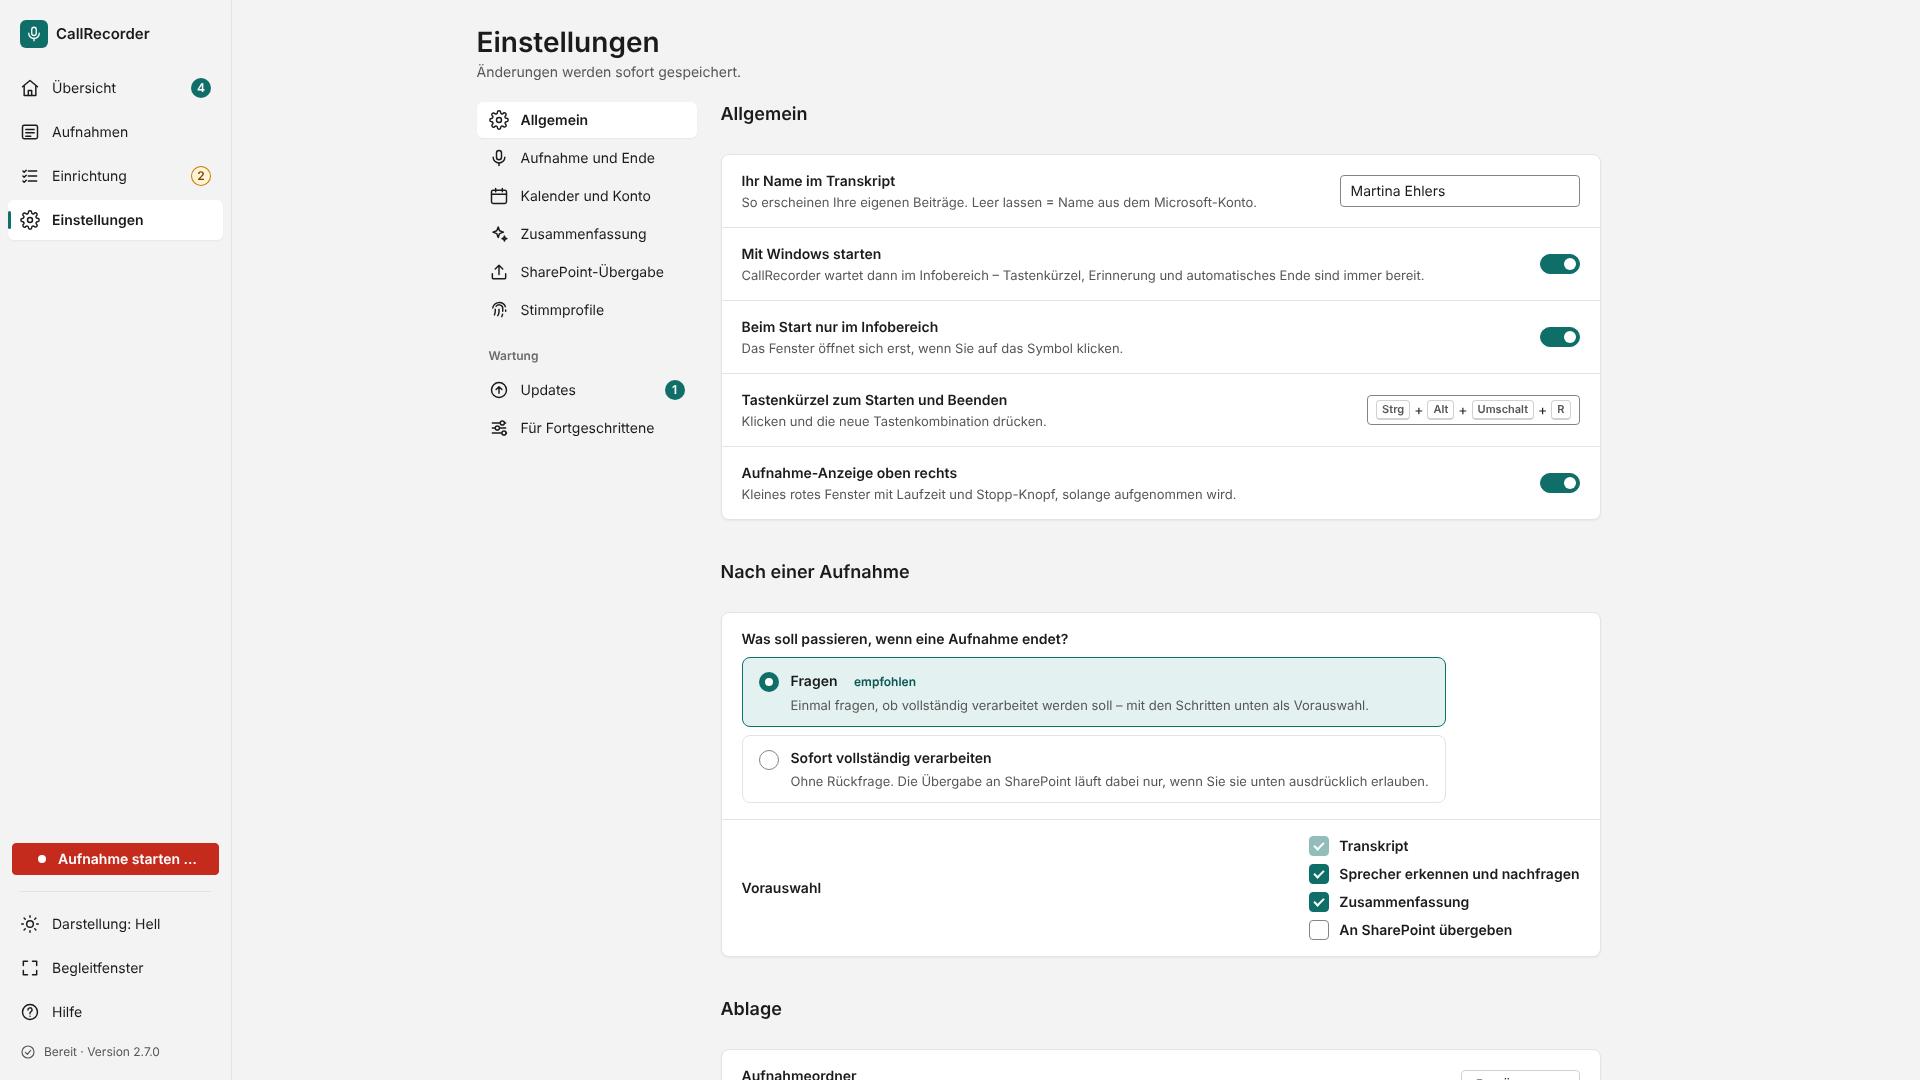 CallRecorder
Übersicht 4
Aufnahmen
Einrichtung 2
Einstellungen
Aufnahme starten ...
Darstellung: Hell
Begleitfenster
Hilfe
Bereit · Version 2.7.0
Einstellungen
Änderungen werden sofort gespeichert.
Allgemein
Aufnahme und Ende
Kalender und Konto
Zusammenfassung
SharePoint-Übergabe
Stimmprofile
Wartung
Updates 1
Für Fortgeschrittene
Allgemein
Ihr Name im Transkript
So erscheinen Ihre eigenen Beiträge. Leer lassen = Name aus dem Microsoft-Konto.
Martina Ehlers
Mit Windows starten
CallRecorder wartet dann im Infobereich – Tastenkürzel, Erinnerung und automatisches Ende sind immer bereit.
Beim Start nur im Infobereich
Das Fenster öffnet sich erst, wenn Sie auf das Symbol klicken.
Tastenkürzel zum Starten und Beenden
Klicken und die neue Tastenkombination drücken.
Strg + Alt + Umschalt + R
Aufnahme-Anzeige oben rechts
Kleines rotes Fenster mit Laufzeit und Stopp-Knopf, solange aufgenommen wird.
Nach einer Aufnahme
Was soll passieren, wenn eine Aufnahme endet?
Fragen empfohlen
Einmal fragen, ob vollständig verarbeitet werden soll – mit den Schritten unten als Vorauswahl.
Sofort vollständig verarbeiten
Ohne Rückfrage. Die Übergabe an SharePoint läuft dabei nur, wenn Sie sie unten ausdrücklich erlauben.
Vorauswahl
Transkript
Sprecher erkennen und nachfragen
Zusammenfassung
An SharePoint übergeben
Ablage
Aufnahmeordner